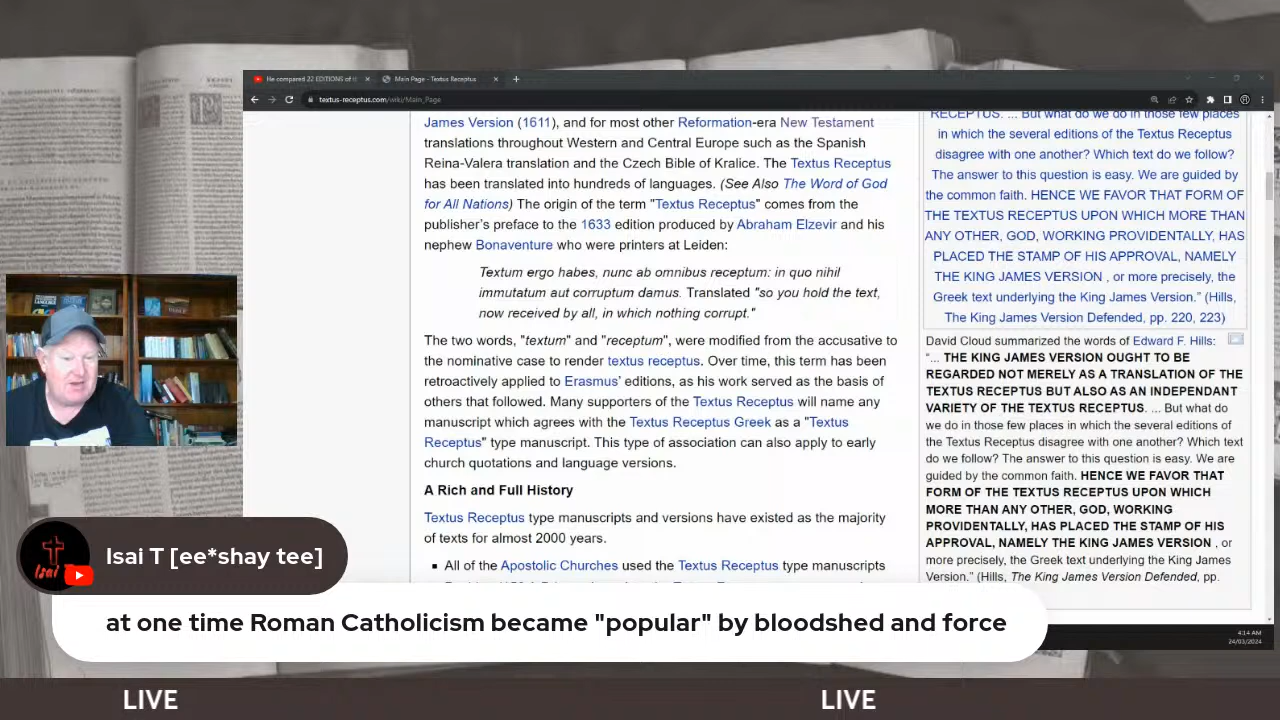 He compared 22 EDITIONS of t
Main Page - Textus Receptus
textus-receptus.com/wiki/Main_Page
James Version (1611), and for most other Reformation-era New Testament
translations throughout Western and Central Europe such as the Spanish
Reina-Valera translation and the Czech Bible of Kralice. The Textus Receptus
has been translated into hundreds of languages. (See Also The Word of God
for All Nations) The origin of the term "Textus Receptus" comes from the
publisher's preface to the 1633 edition produced by Abraham Elzevir and his
nephew Bonaventure who were printers at Leiden:
Textum ergo habes, nunc ab omnibus receptum: in quo nihil
immutatum aut corruptum damus. Translated "so you hold the text,
now received by all, in which nothing corrupt."
The two words, "textum" and "receptum", were modified from the accusative to
the nominative case to render textus receptus. Over time, this term has been
retroactively applied to Erasmus' editions, as his work served as the basis of
others that followed. Many supporters of the Textus Receptus will name any
manuscript which agrees with the Textus Receptus Greek as a "Textus
Receptus" type manuscript. This type of association can also apply to early
church quotations and language versions.
A Rich and Full History
Textus Receptus type manuscripts and versions have existed as the majority
of texts for almost 2000 years.
All of the Apostolic Churches used the Textus Receptus type manuscripts
RECEPTUS. ... But what do we do in those few places
in which the several editions of the Textus Receptus
disagree with one another? Which text do we follow?
The answer to this question is easy. We are guided by
the common faith. HENCE WE FAVOR THAT FORM OF
THE TEXTUS RECEPTUS UPON WHICH MORE THAN
ANY OTHER, GOD, WORKING PROVIDENTIALLY, HAS
PLACED THE STAMP OF HIS APPROVAL, NAMELY
THE KING JAMES VERSION , or more precisely, the
Greek text underlying the King James Version." (Hills,
The King James Version Defended, pp. 220, 223)
David Cloud summarized the words of Edward F. Hills:
"... THE KING JAMES VERSION OUGHT TO BE
REGARDED NOT MERELY AS A TRANSLATION OF THE
TEXTUS RECEPTUS BUT ALSO AS AN INDEPENDANT
VARIETY OF THE TEXTUS RECEPTUS. ... But what do
we do in those few places in which the several editions of
the Textus Receptus disagree with one another? Which text
do we follow? The answer to this question is easy. We are
guided by the common faith. HENCE WE FAVOR THAT
FORM OF THE TEXTUS RECEPTUS UPON WHICH
MORE THAN ANY OTHER, GOD, WORKING
PROVIDENTIALLY, HAS PLACED THE STAMP OF HIS
APPROVAL, NAMELY THE KING JAMES VERSION , or
more precisely, the Greek text underlying the King James
Version." (Hills, The King James Version Defended, pp.
4:14 AM
24/03/2024
Isai
Isai T [ee*shay tee]
at one time Roman Catholicism became "popular" by bloodshed and force
LIVE
LIVE